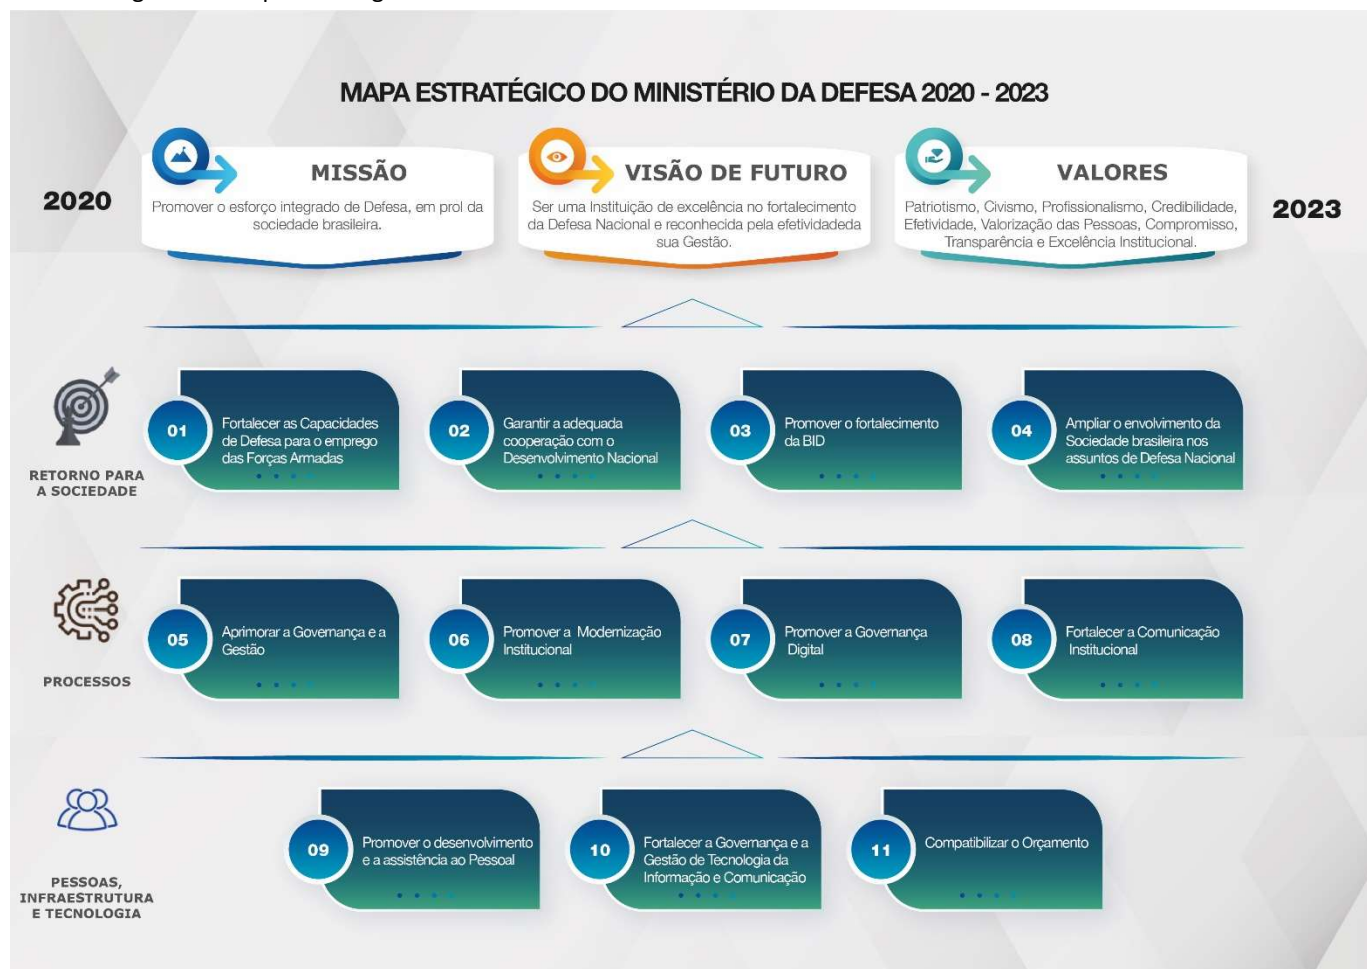 MAPA ESTRATÉGICO DO MINISTÉRIO DA DEFESA 2020 - 2023
2020
MISSÃO
Promover o esforço integrado de Defesa, em prol da
sociedade brasileira.
VISÃO DE FUTURO
Ser uma Instituição de excelência no fortalecimento
da Defesa Nacional e reconhecida pela efetividadeda
sua Gestão.
VALORES
Patriotismo, Civismo, Profissionalismo, Credibilidade,
Efetividade, Valorização das Pessoas, Compromisso,
Transparência e Excelência Institucional.
2023
RETORNO PARA
A SOCIEDADE
01
Fortalecer as Capacidades
de Defesa para o emprego
das Forças Armadas
02
Garantir a adequada
cooperação com o
Desenvolvimento Nacional
03
Promover o fortalecimento
da BID
04
Ampliar o envolvimento da
Sociedade brasileira nos
assuntos de Defesa Nacional
PROCESSOS
05
Aprimorar a Governança e a
Gestão
06
Promover a Modernização
Institucional
07
Promover a Governança
Digital
08
Fortalecer a Comunicação
Institucional
PESSOAS,
INFRAESTRUTURA
E TECNOLOGIA
09
Promover o desenvolvimento
e a assistência ao Pessoal
10
Fortalecer a Governança e a
Gestão de Tecnologia da
Informação e Comunicação
11
Compatibilizar o Orçamento